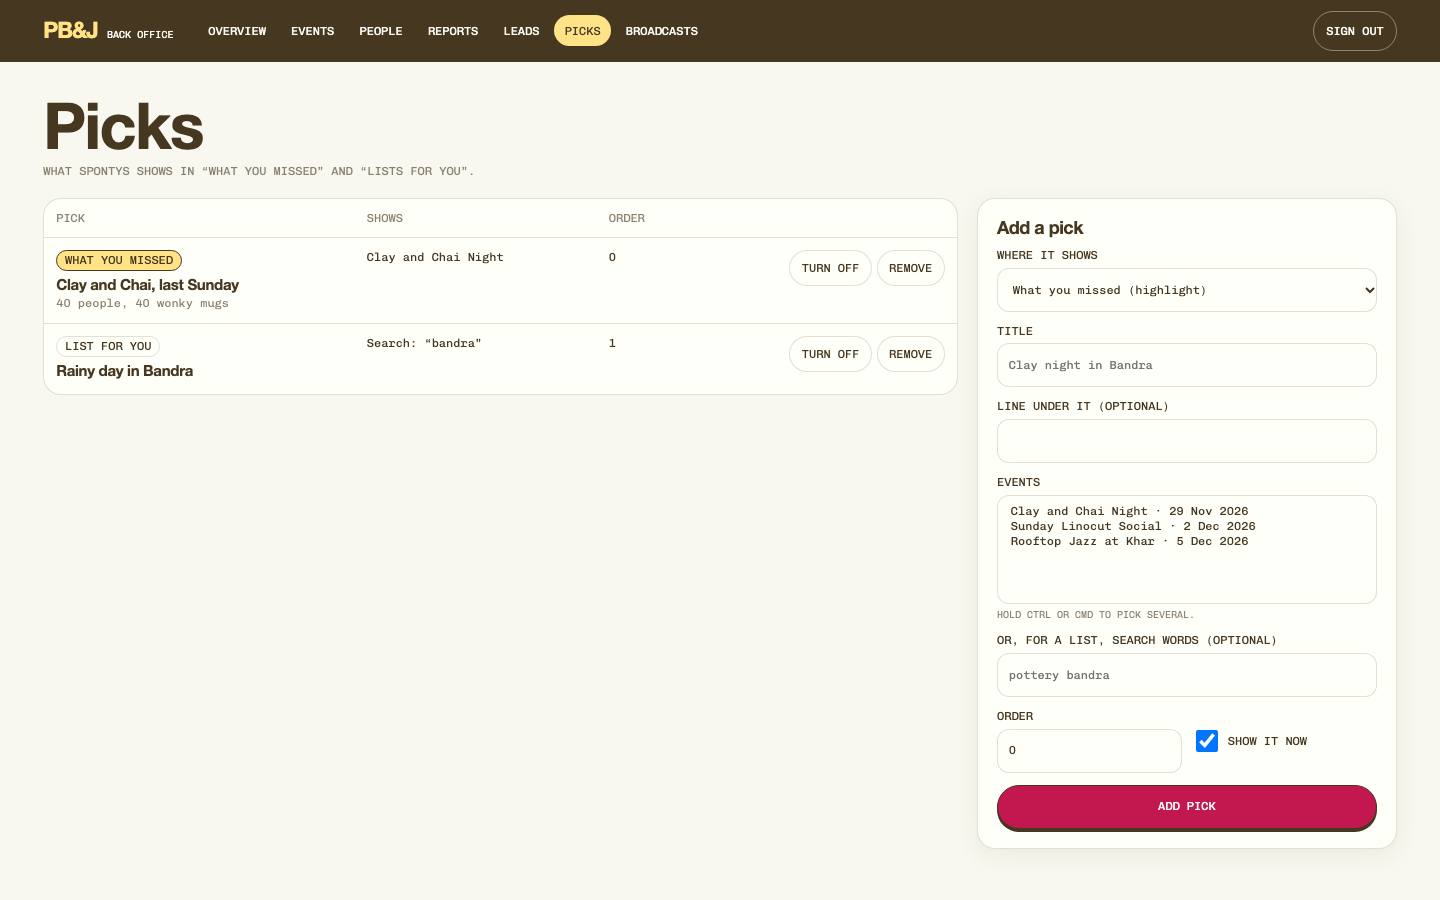 PB&J BACK OFFICE OVERVIEW EVENTS PEOPLE REPORTS LEADS PICKS BROADCASTS SIGN OUT
Picks
WHAT SPONTYS SHOWS IN “WHAT YOU MISSED” AND “LISTS FOR YOU”.
PICK SHOWS ORDER
WHAT YOU MISSED Clay and Chai Night 0 TURN OFF REMOVE
Clay and Chai, last Sunday
40 people, 40 wonky mugs
LIST FOR YOU Search: “bandra” 1 TURN OFF REMOVE
Rainy day in Bandra
Add a pick
WHERE IT SHOWS
What you missed (highlight)
TITLE
Clay night in Bandra
LINE UNDER IT (OPTIONAL)
EVENTS
Clay and Chai Night · 29 Nov 2026
Sunday Linocut Social · 2 Dec 2026
Rooftop Jazz at Khar · 5 Dec 2026
HOLD CTRL OR CMD TO PICK SEVERAL.
OR, FOR A LIST, SEARCH WORDS (OPTIONAL)
pottery bandra
ORDER
0 SHOW IT NOW
ADD PICK